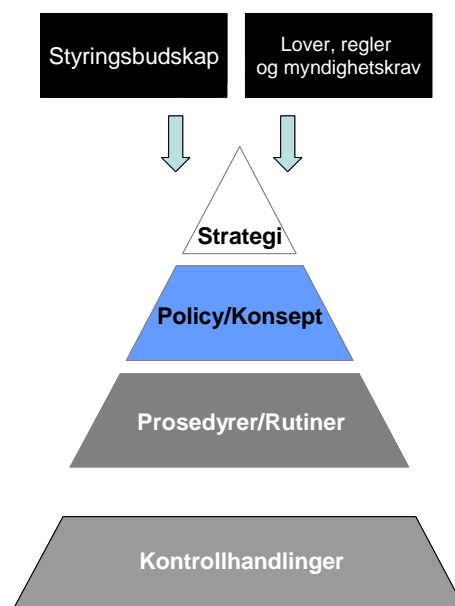 Styringsbudskap
Lover, regler
og myndighetskrav
Strategi
Policy/Konsept
Prosedyrer/Rutiner
Kontrollhandlinger